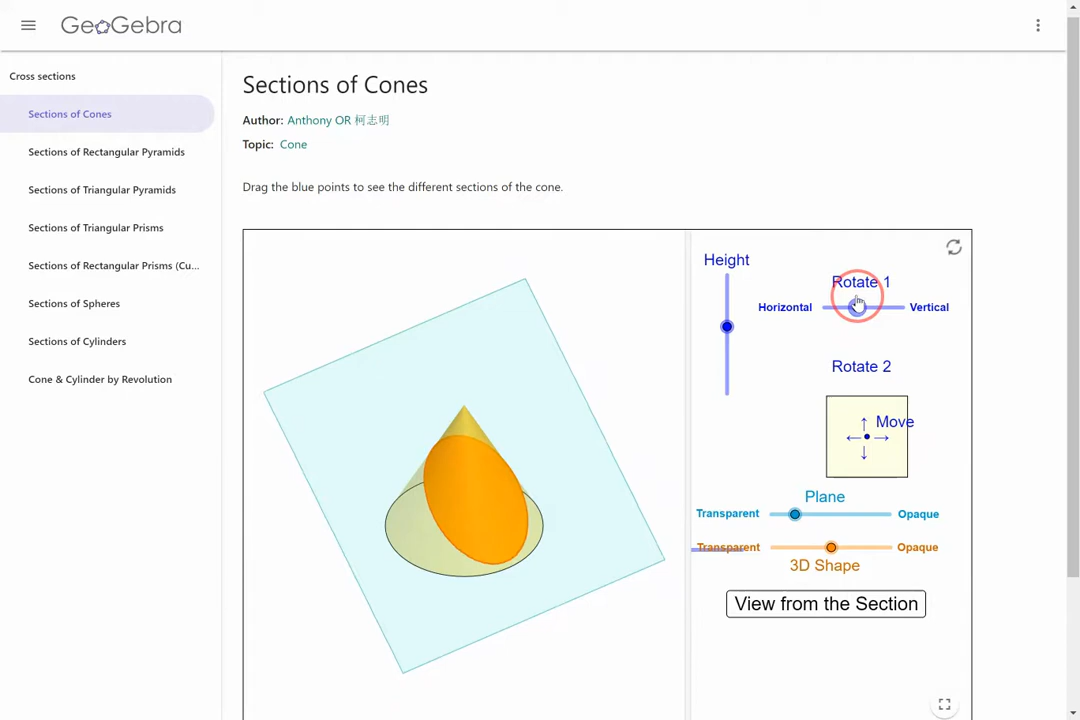 GeoGebra
Cross sections
Sections of Cones
Sections of Rectangular Pyramids
Sections of Triangular Pyramids
Sections of Triangular Prisms
Sections of Rectangular Prisms (Cu...
Sections of Spheres
Sections of Cylinders
Cone & Cylinder by Revolution
Sections of Cones
Author: Anthony OR 柯志明
Topic: Cone
Drag the blue points to see the different sections of the cone.
Height
Rotate 1
Horizontal Vertical
Rotate 2
Move
Plane
Transparent Opaque
Transparent Opaque
3D Shape
View from the Section